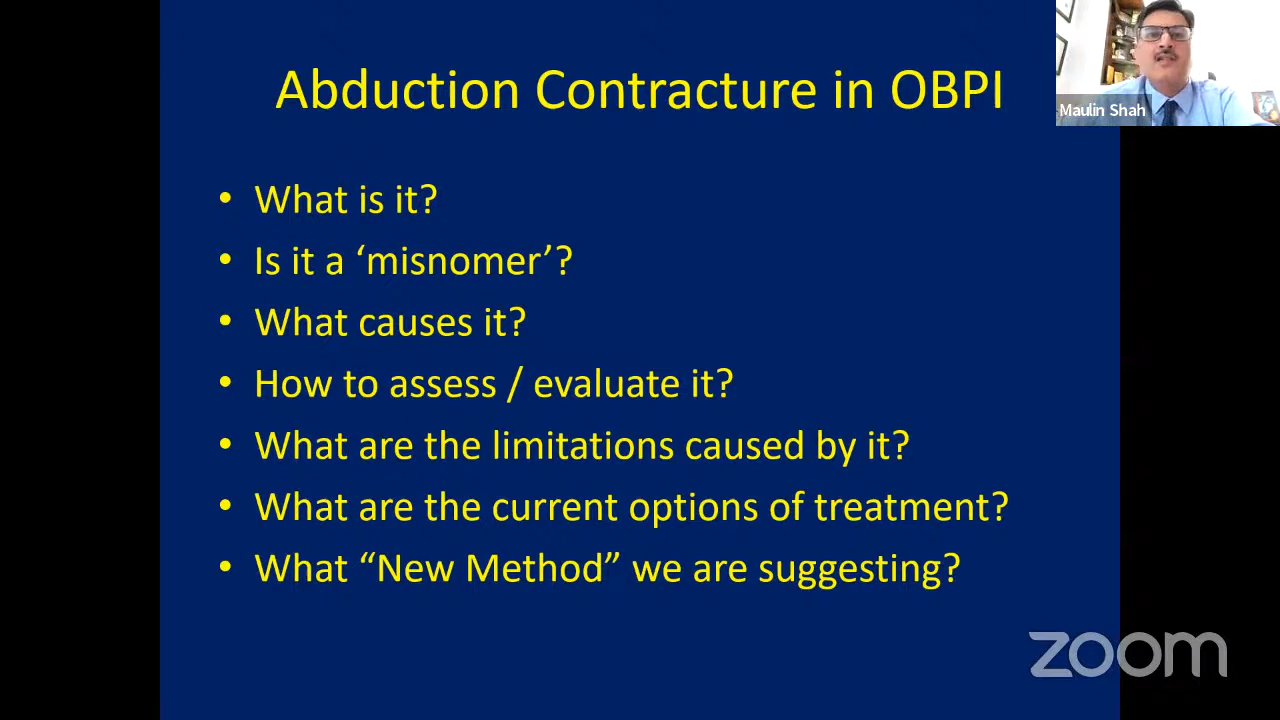 Abduction Contracture in OBPI
Maulin Shah
• What is it?
• Is it a ‘misnomer’?
• What causes it?
• How to assess / evaluate it?
• What are the limitations caused by it?
• What are the current options of treatment?
• What “New Method” we are suggesting?
zoom